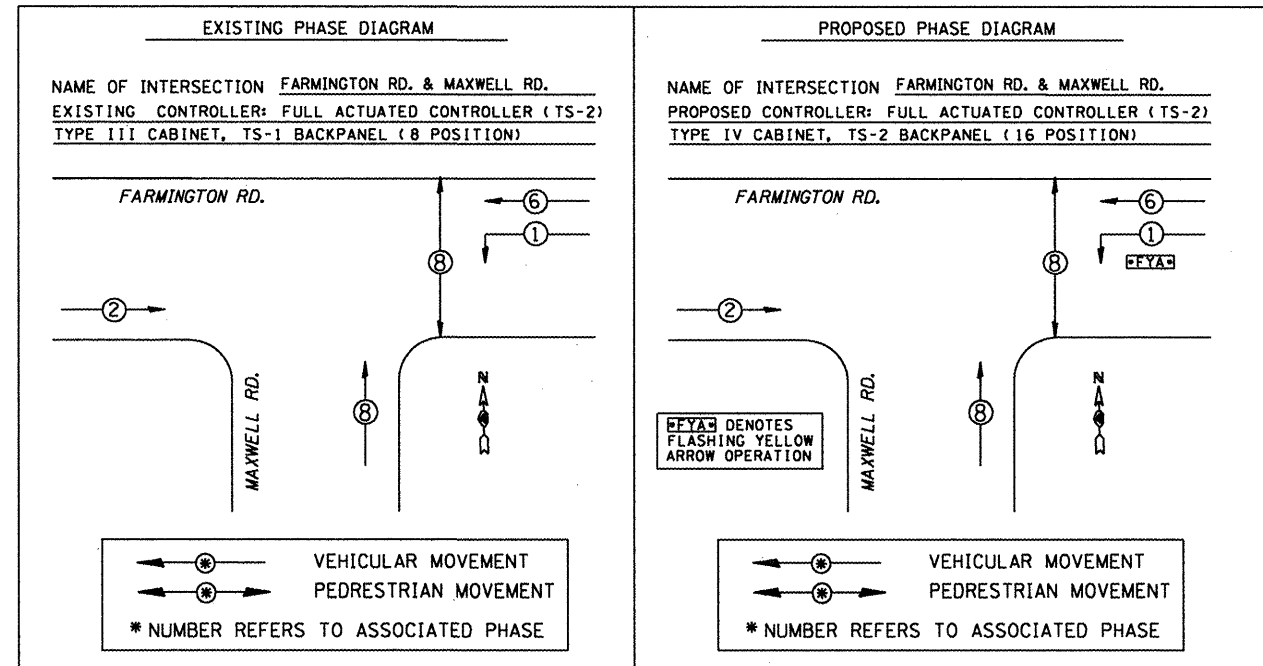 EXISTING PHASE DIAGRAM
NAME OF INTERSECTION FARMINGTON RD. & MAXWELL RD.
EXISTING CONTROLLER: FULL ACTUATED CONTROLLER (TS-2)
TYPE III CABINET, TS-1 BACKPANEL (8 POSITION)
FARMINGTON RD.
6
1
8
2
8
N
MAXWELL RD.
* VEHICULAR MOVEMENT
* PEDRESTRIAN MOVEMENT
* NUMBER REFERS TO ASSOCIATED PHASE
PROPOSED PHASE DIAGRAM
NAME OF INTERSECTION FARMINGTON RD. & MAXWELL RD.
PROPOSED CONTROLLER: FULL ACTUATED CONTROLLER (TS-2)
TYPE IV CABINET, TS-2 BACKPANEL (16 POSITION)
FARMINGTON RD.
6
1
•FYA•
8
2
8
N
MAXWELL RD.
•FYA• DENOTES
FLASHING YELLOW
ARROW OPERATION
* VEHICULAR MOVEMENT
* PEDRESTRIAN MOVEMENT
* NUMBER REFERS TO ASSOCIATED PHASE